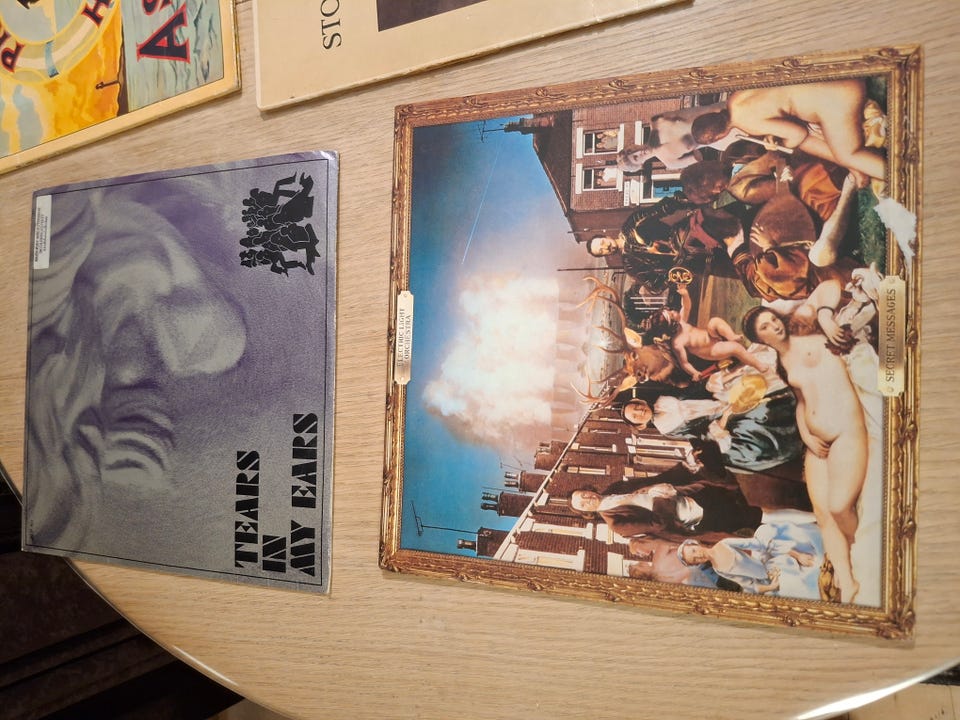 TEARS
IN
MY EARS
ELECTRIC LIGHT
ORCHESTRA
SECRET MESSAGES
STO
AS